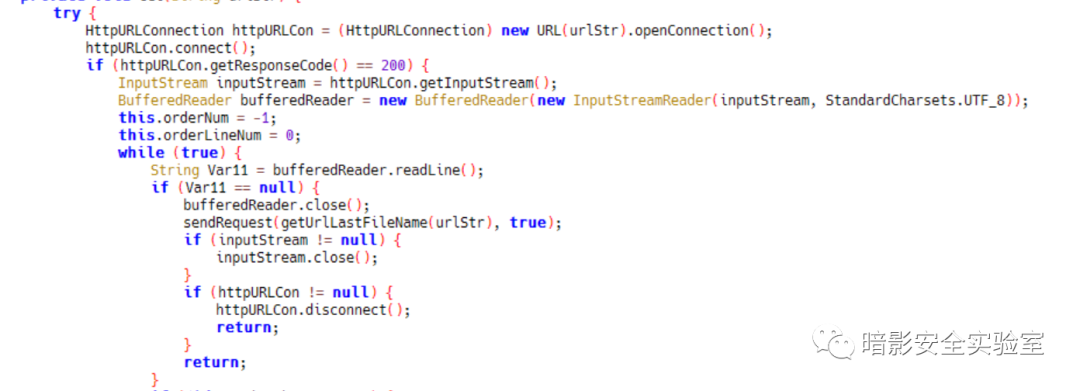 try {
HttpURLConnection httpURLCon = (HttpURLConnection) new URL(urlStr).openConnection();
httpURLCon.connect();
if (httpURLCon.getResponseCode() == 200) {
InputStream inputStream = httpURLCon.getInputStream();
BufferedReader bufferedReader = new BufferedReader(new InputStreamReader(inputStream, StandardCharsets.UTF_8));
this.orderNum = -1;
this.orderLineNum = 0;
while (true) {
String Var11 = bufferedReader.readLine();
if (Var11 == null) {
bufferedReader.close();
sendRequest(getUrlLastFileName(urlStr), true);
if (inputStream != null) {
inputStream.close();
}
if (httpURLCon != null) {
httpURLCon.disconnect();
return;
}
return;
}
暗影安全实验室